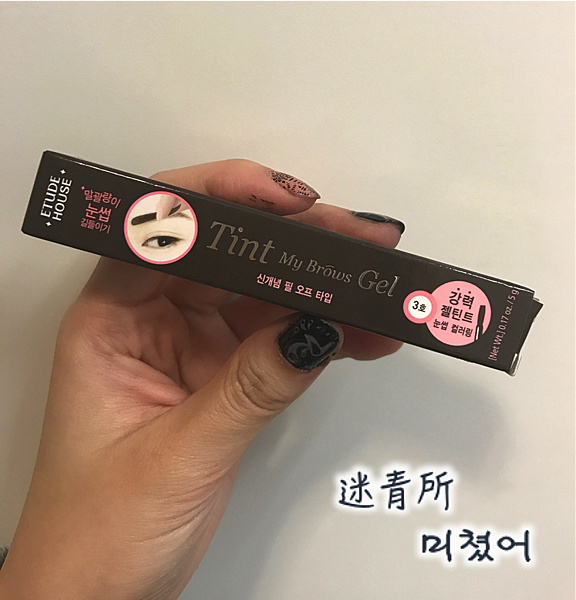 ETUDE
HOUSE
말괄량이
눈썹
길들이기
Tint My Brows Gel
신개념 필 오프 타입
3호
강력
젤틴트
눈썹 컬러링
[Net Wt.] 0.17 oz. / 5 g
迷青所
미쳤어